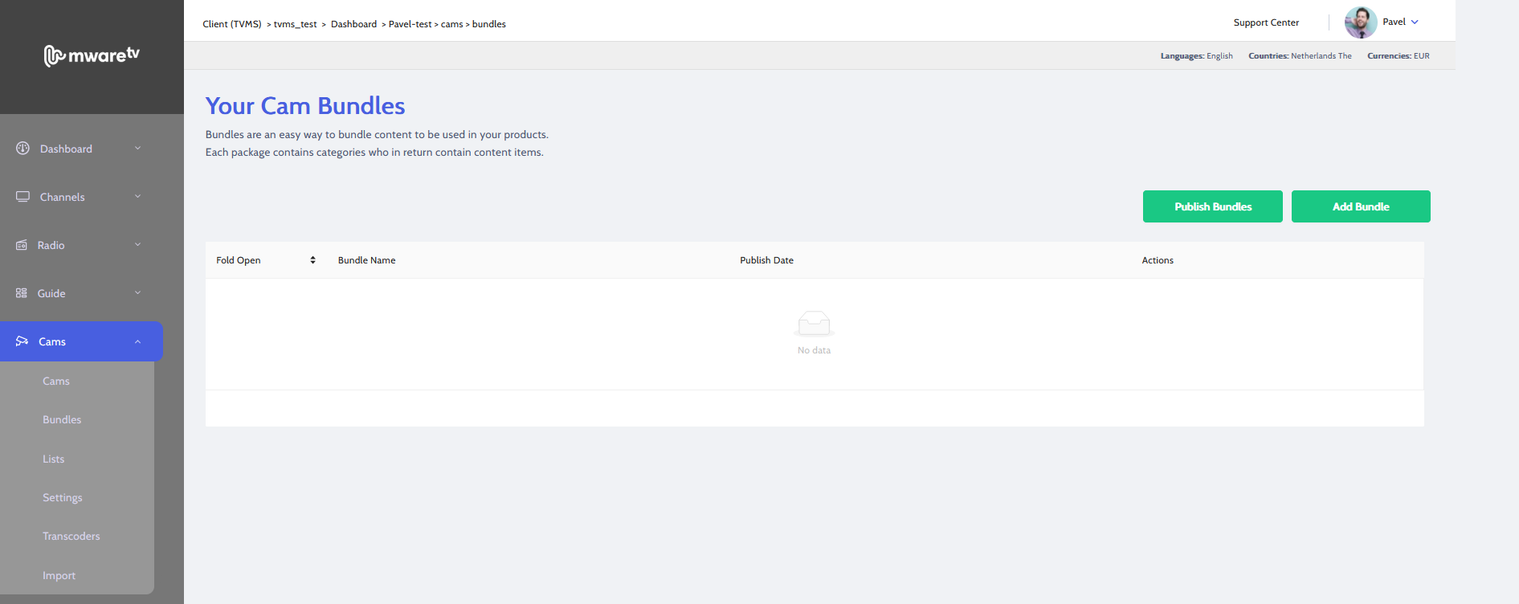 mwaretv
Client (TVMS) > tvms_test > Dashboard > Pavel-test > cams > bundles
Support Center
Pavel
Languages: English Countries: Netherlands The Currencies: EUR
Dashboard
Channels
Radio
Guide
Cams
Cams
Bundles
Lists
Settings
Transcoders
Import
Your Cam Bundles
Bundles are an easy way to bundle content to be used in your products.
Each package contains categories who in return contain content items.
Publish Bundles
Add Bundle
Fold Open Bundle Name Publish Date Actions
No data